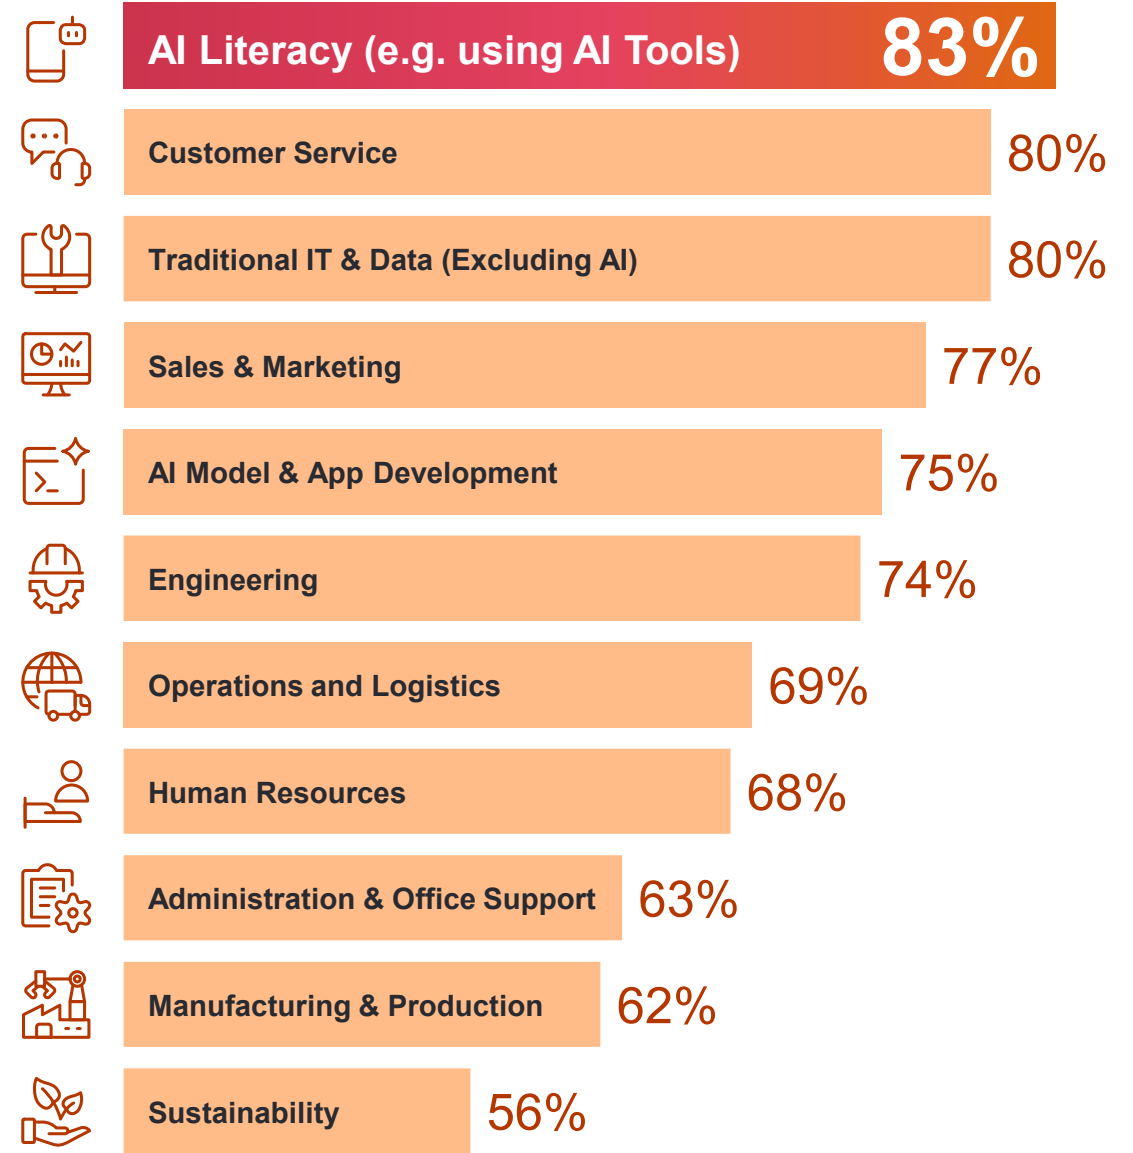 AI Literacy (e.g. using AI Tools) 83%
Customer Service 80%
Traditional IT & Data (Excluding AI) 80%
Sales & Marketing 77%
AI Model & App Development 75%
Engineering 74%
Operations and Logistics 69%
Human Resources 68%
Administration & Office Support 63%
Manufacturing & Production 62%
Sustainability 56%